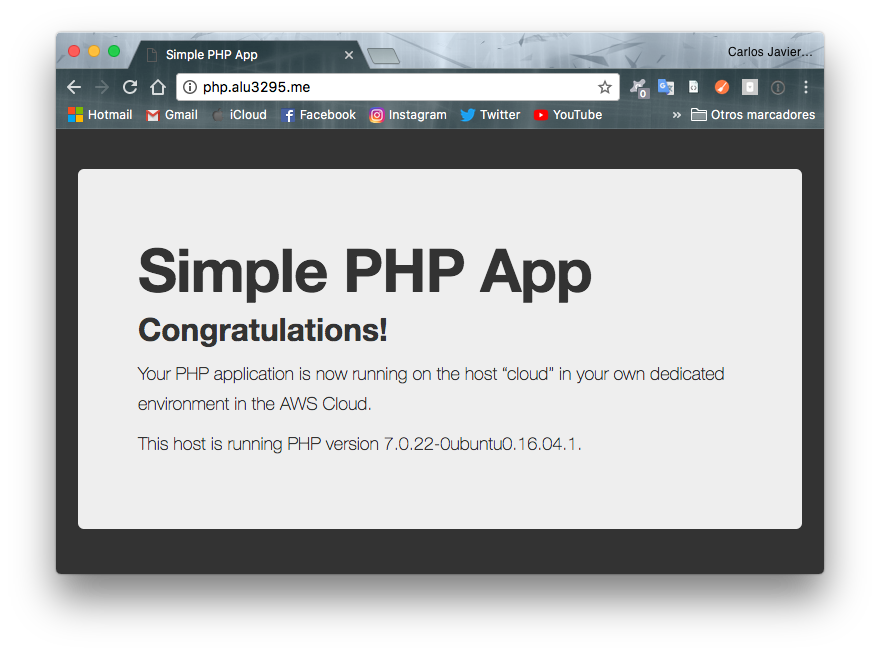 Simple PHP App
Carlos Javier...
php.alu3295.me
0
Hotmail Gmail iCloud Facebook Instagram Twitter YouTube » Otros marcadores
Simple PHP App
Congratulations!
Your PHP application is now running on the host “cloud” in your own dedicated
environment in the AWS Cloud.
This host is running PHP version 7.0.22-0ubuntu0.16.04.1.